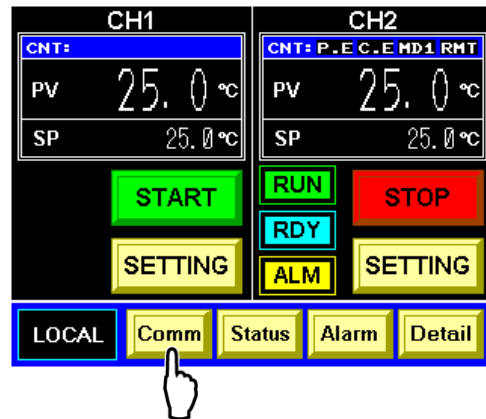 CH1
CNT:
PV 25.0 ℃
SP 25.0 ℃
START
SETTING
CH2
CNT: P.E C.E MD1 RMT
PV 25.0 ℃
SP 25.0 ℃
RUN
RDY
ALM
STOP
SETTING
LOCAL Comm Status Alarm Detail